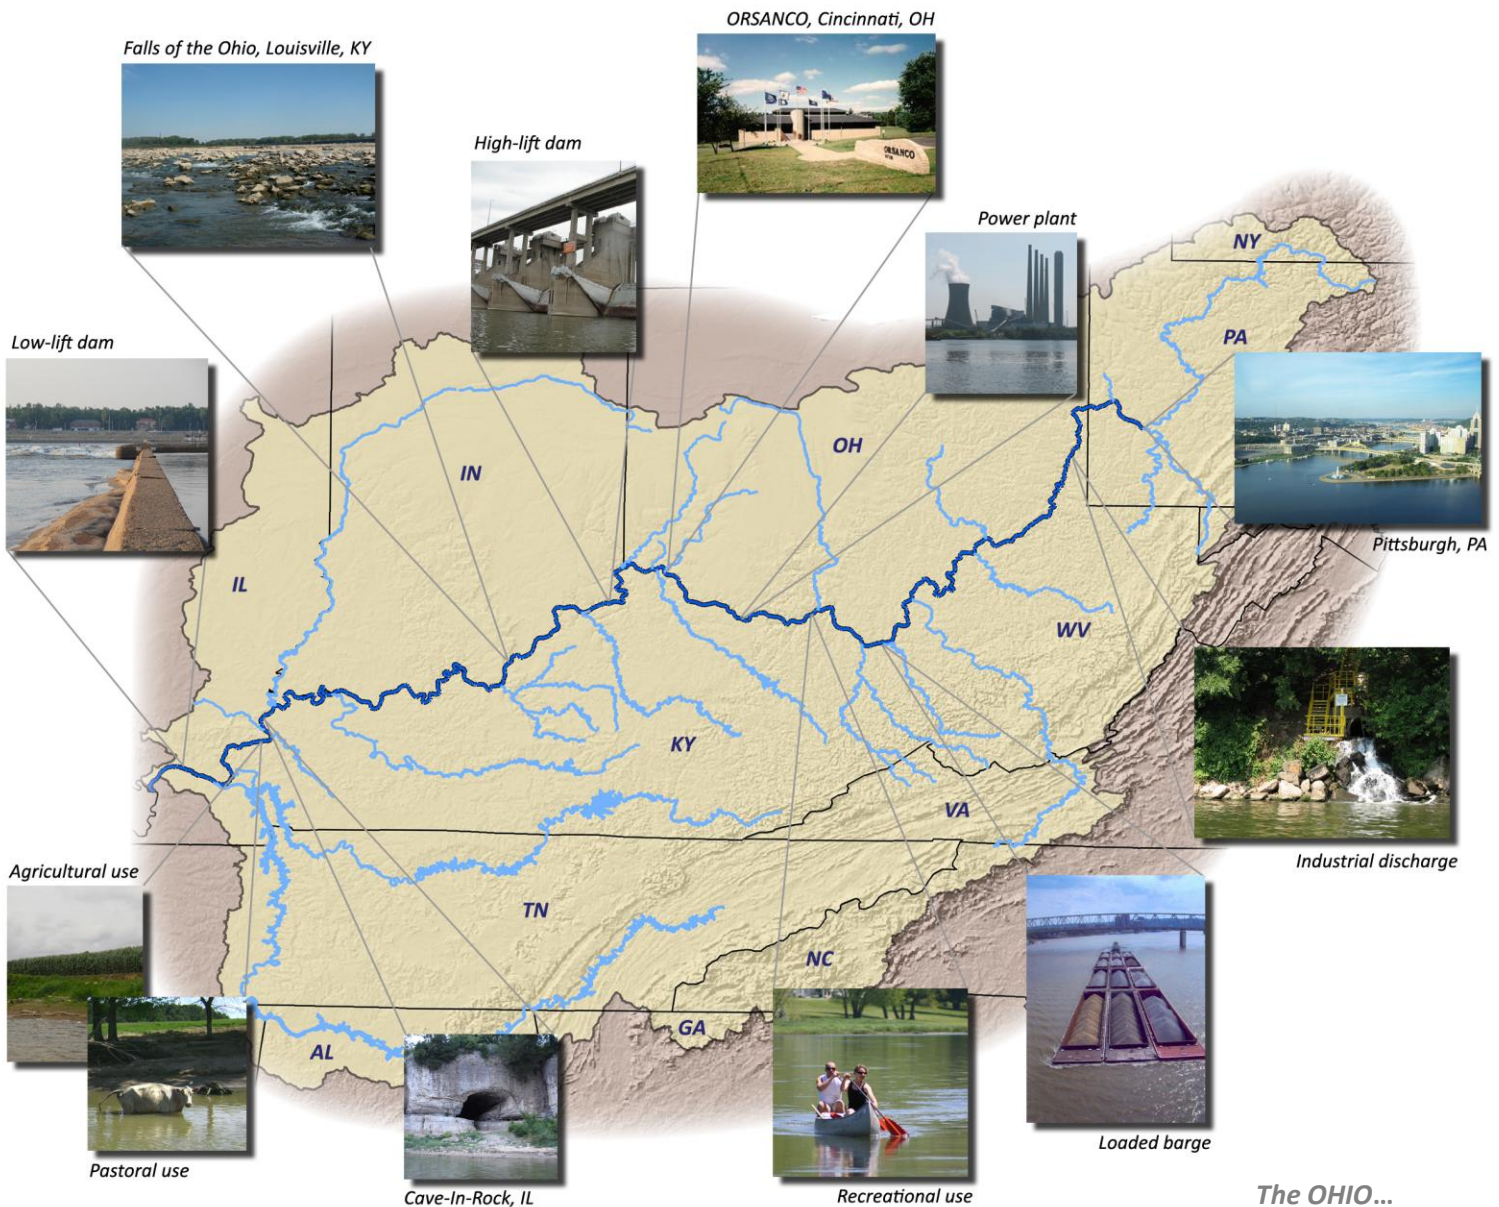 ORSANCO, Cincinnati, OH
Falls of the Ohio, Louisville, KY
High-lift dam
ORSANCO
Power plant
NY
PA
Low-lift dam
OH
IN
Pittsburgh, PA
IL
WV
KY
VA
Industrial discharge
Agricultural use
TN
NC
GA
AL
Loaded barge
Pastoral use
Cave-In-Rock, IL
Recreational use
The OHIO...